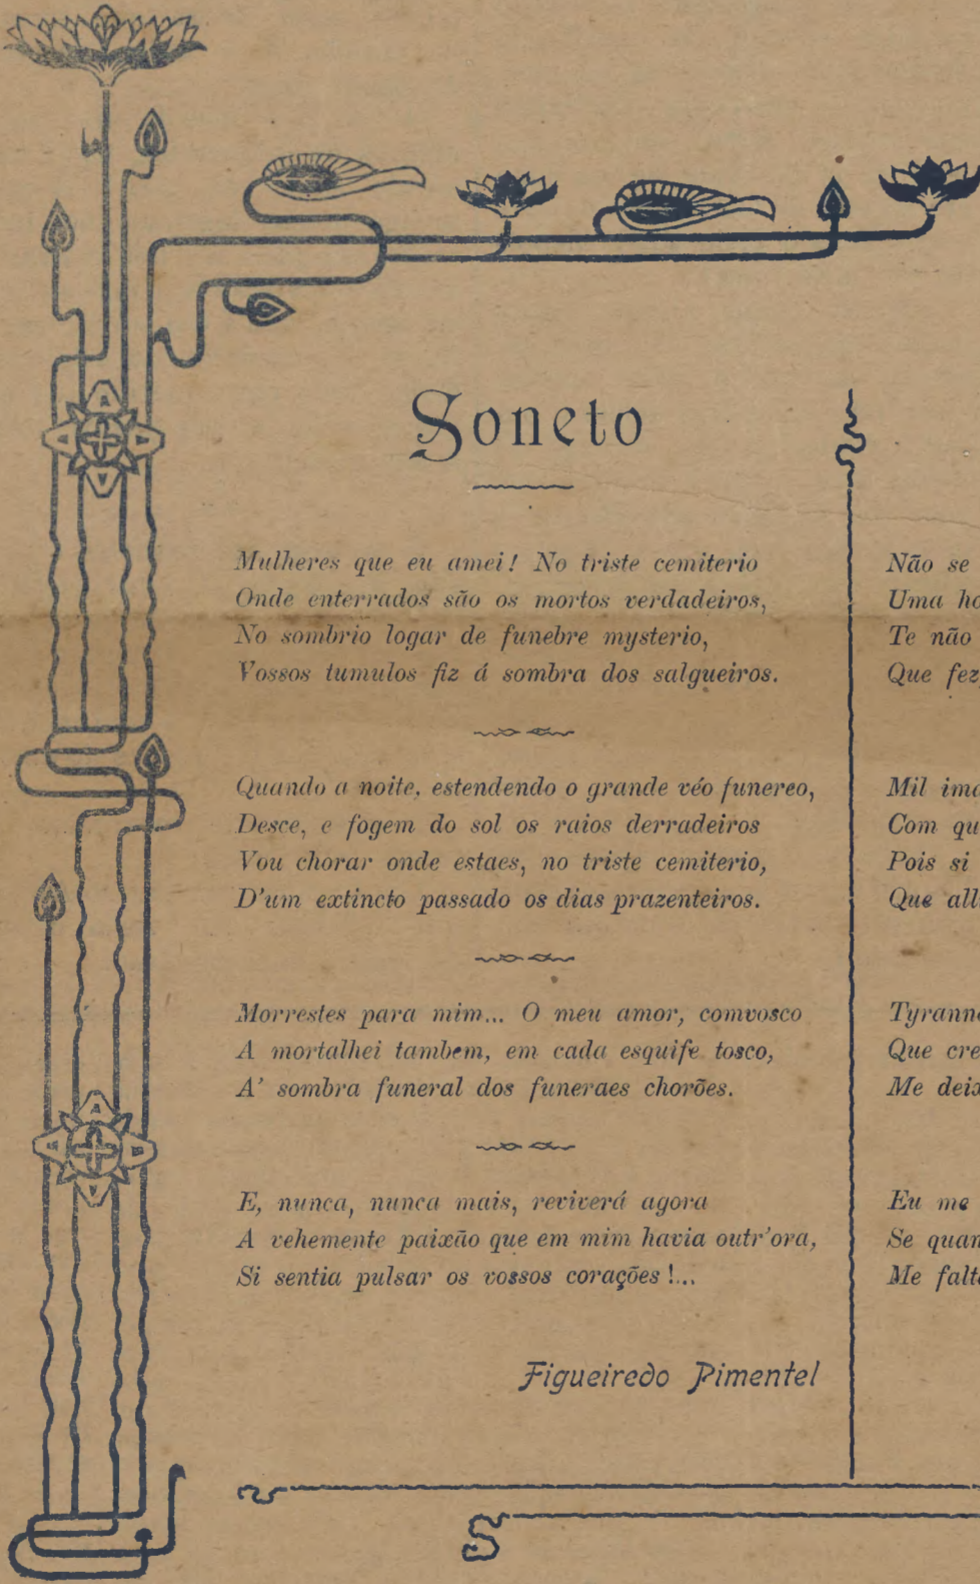 Soneto
Mulheres que eu amei! No triste cemiterio
Onde enterrados são os mortos verdadeiros,
No sombrio logar de funebre mysterio,
Vossos tumulos fiz á sombra dos salgueiros.
Quando a noite, estendendo o grande véo funereo,
Desce, e fogem do sol os raios derradeiros
Vou chorar onde estaes, no triste cemiterio,
D'um extincto passado os dias prazenteiros.
Morrestes para mim... O meu amor, comvosco
A mortalhei tambem, em cada esquife tosco,
A' sombra funeral dos funeraes chorões.
E, nunca, nunca mais, reviverá agora
A vehemente paixão que em mim havia outr'ora,
Si sentia pulsar os vossos corações!...
Figueiredo Pimentel
Não se
Uma
Te não
Que fez
Mil
Com
Pois si
Que
Que
Me
Eu me
Se
Me